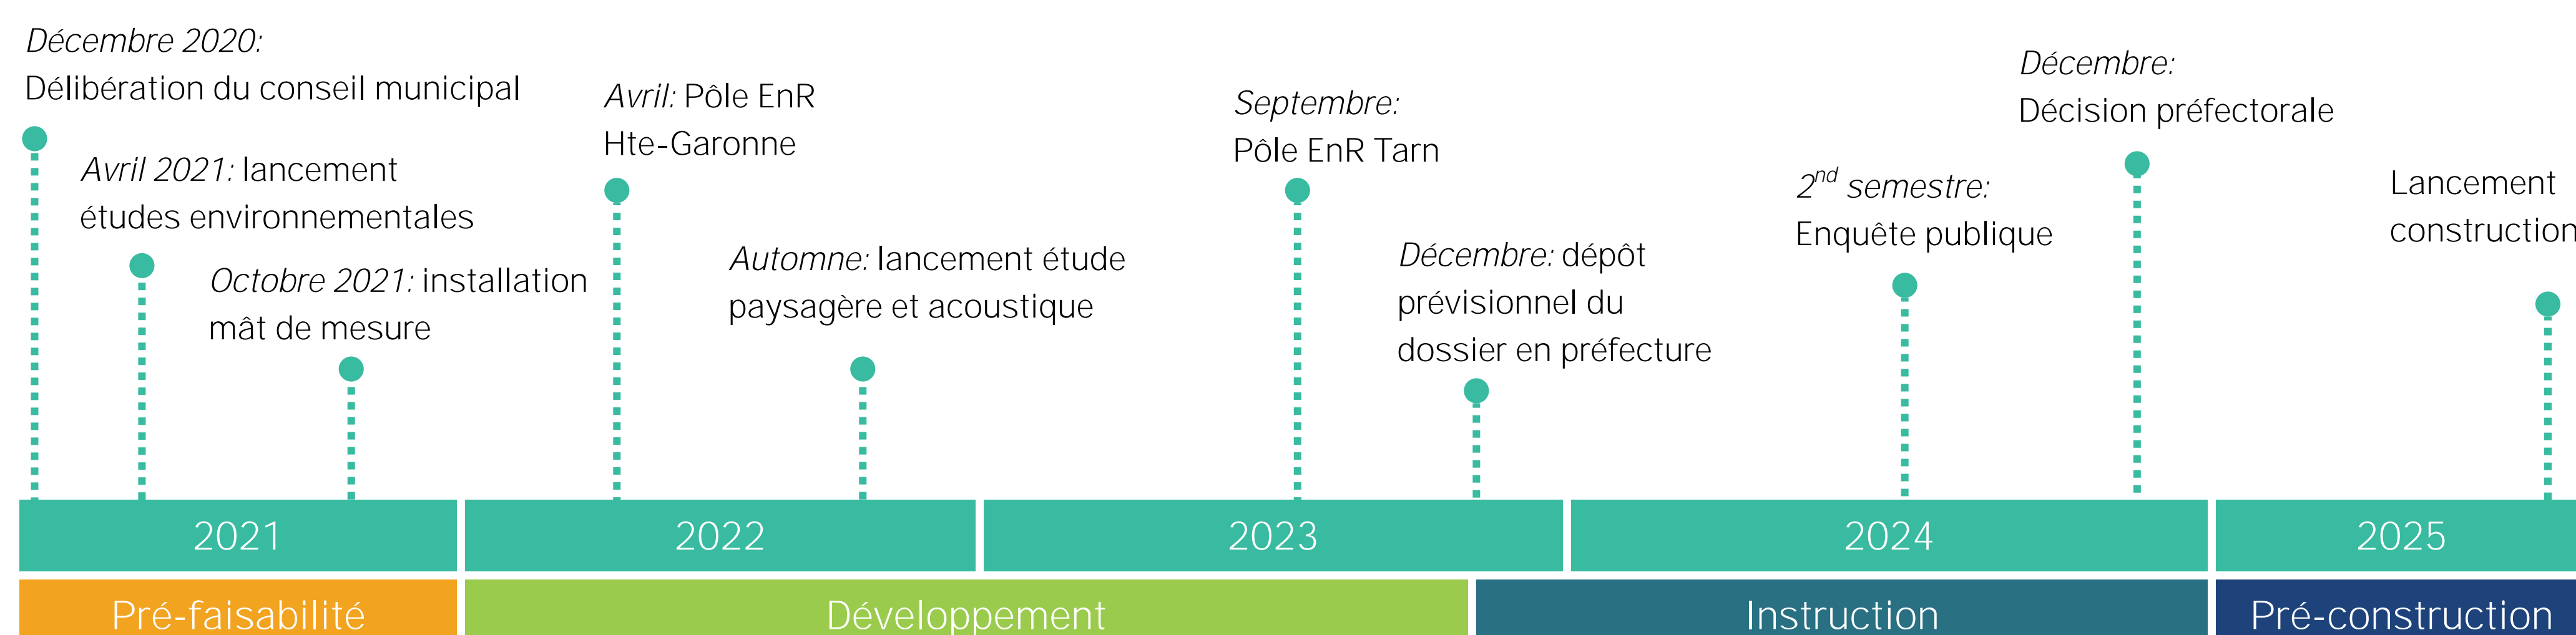 Décembre 2020:
Délibération du conseil municipal
Avril 2021: lancement
études environnementales
Octobre 2021: installation
mât de mesure
Avril: Pôle EnR
Hte-Garonne
Automne: lancement étude
paysagère et acoustique
Septembre:
Pôle EnR Tarn
Décembre: dépôt
prévisionnel du
dossier en préfecture
2nd semestre:
Enquête publique
Décembre:
Décision préfectorale
Lancement
construction
2021
2022
2023
2024
2025
Pré-faisabilité
Développement
Instruction
Pré-construction